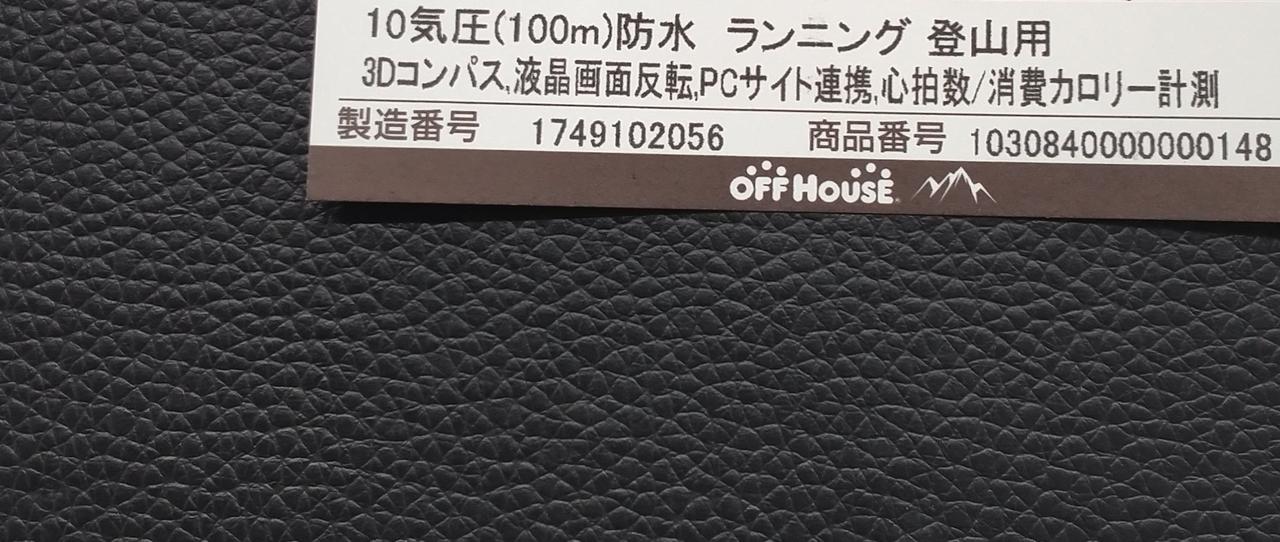 10気圧(100m)防水 ランニング 登山用
3Dコンパス,液晶画面反転,PCサイト連携,心拍数/消費カロリー計測
製造番号 1749102056 商品番号 1030840000000148
OFF HOUSE